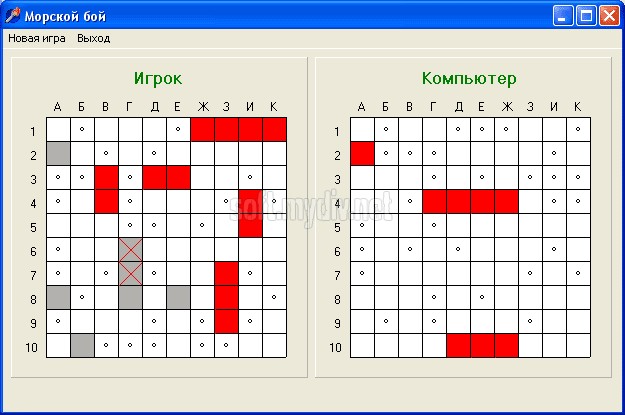 Морской бой
Новая игра Выход
Игрок
А Б В Г Д Е Ж З И К
1
2
3
4
5
6
7
8
9
10
Компьютер
А Б В Г Д Е Ж З И К
1
2
3
4
5
6
7
8
9
10
soft.mydiv.net